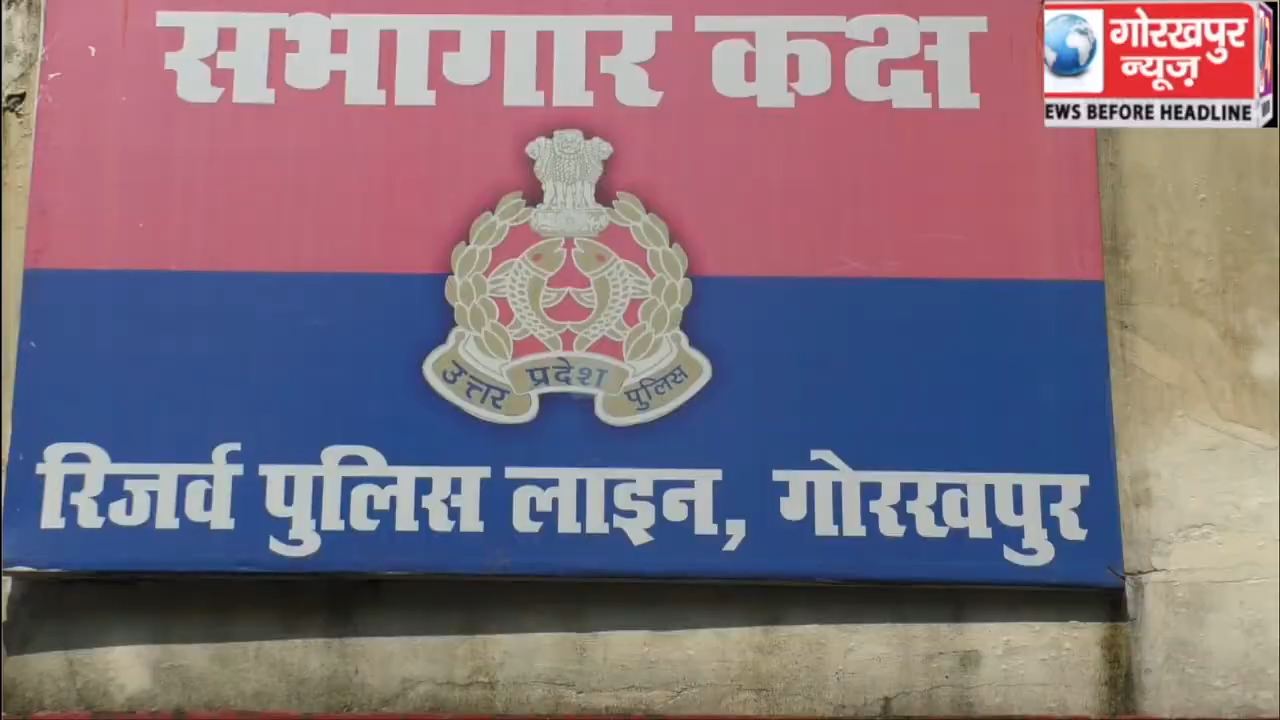 सभागार कक्ष
गोरखपुर
न्यूज़
EWS BEFORE HEADLINE
उत्तर प्रदेश पुलिस
रिजर्व पुलिस लाइन, गोरखपुर